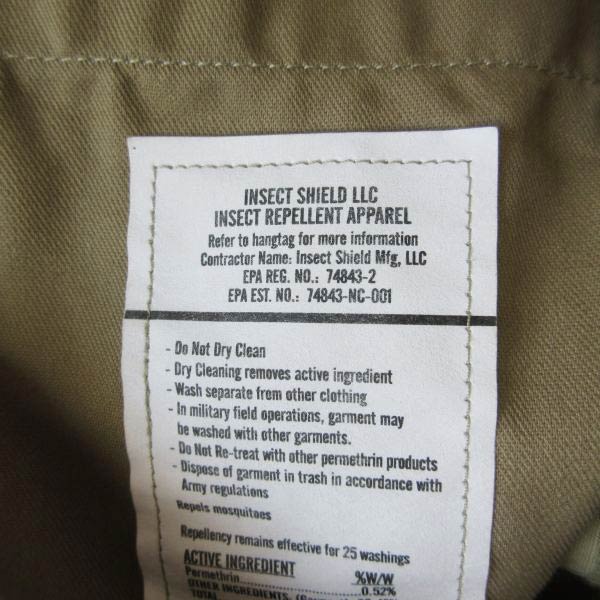 INSECT SHIELD LLC
INSECT REPELLENT APPAREL
Refer to hangtag for more information
Contractor Name: Insect Shield Mfg, LLC
EPA REG. NO.: 74843-2
EPA EST. NO.: 74843-NC-001
- Do Not Dry Clean
- Dry Cleaning removes active ingredient
- Wash separate from other clothing
- In military field operations, garment may
be washed with other garments.
- Do Not Re-treat with other permethrin products
- Dispose of garment in trash in accordance with
Army regulations
Repels mosquitoes
Repellency remains effective for 25 washings
ACTIVE INGREDIENT %W/W
Permethrin 0.52%
OTHER INGREDIENTS,
TOTAL